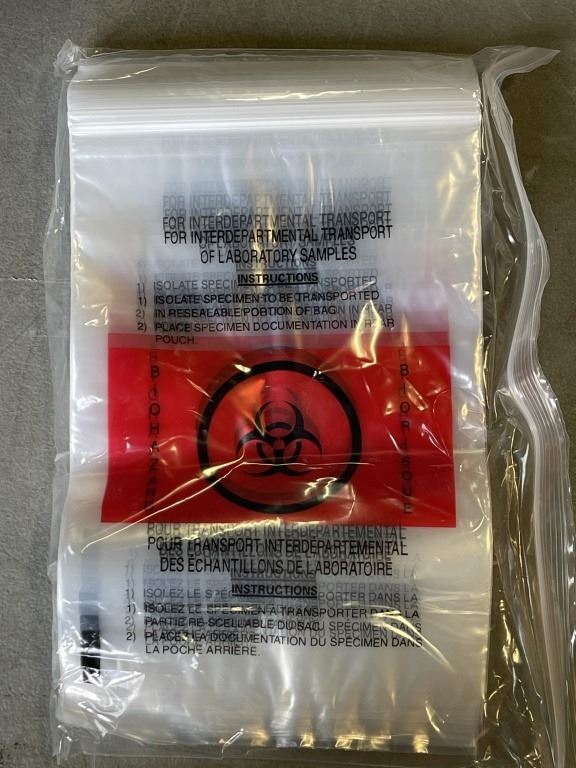 FOR INTERDEPARTMENTAL TRANSPORT
OF LABORATORY SAMPLES
INSTRUCTIONS
1) ISOLATE SPECIMEN TO BE TRANSPORTED
IN RESEALABLE PORTION OF BAG
2) PLACE SPECIMEN DOCUMENTATION IN REAR
POUCH.
BIOHAZARD
BIORISQUE
POUR TRANSPORT INTERDEPARTEMENTAL
DES ECHANTILLONS DE LABORATOIRE
INSTRUCTIONS
1) ISOLEZ LE SPECIMEN A TRANSPORTER DANS LA
PARTIE RE-SCELLABLE DU SAC
2) PLACEZ LA DOCUMENTATION DU SPECIMEN DANS
LA POCHE ARRIÈRE.